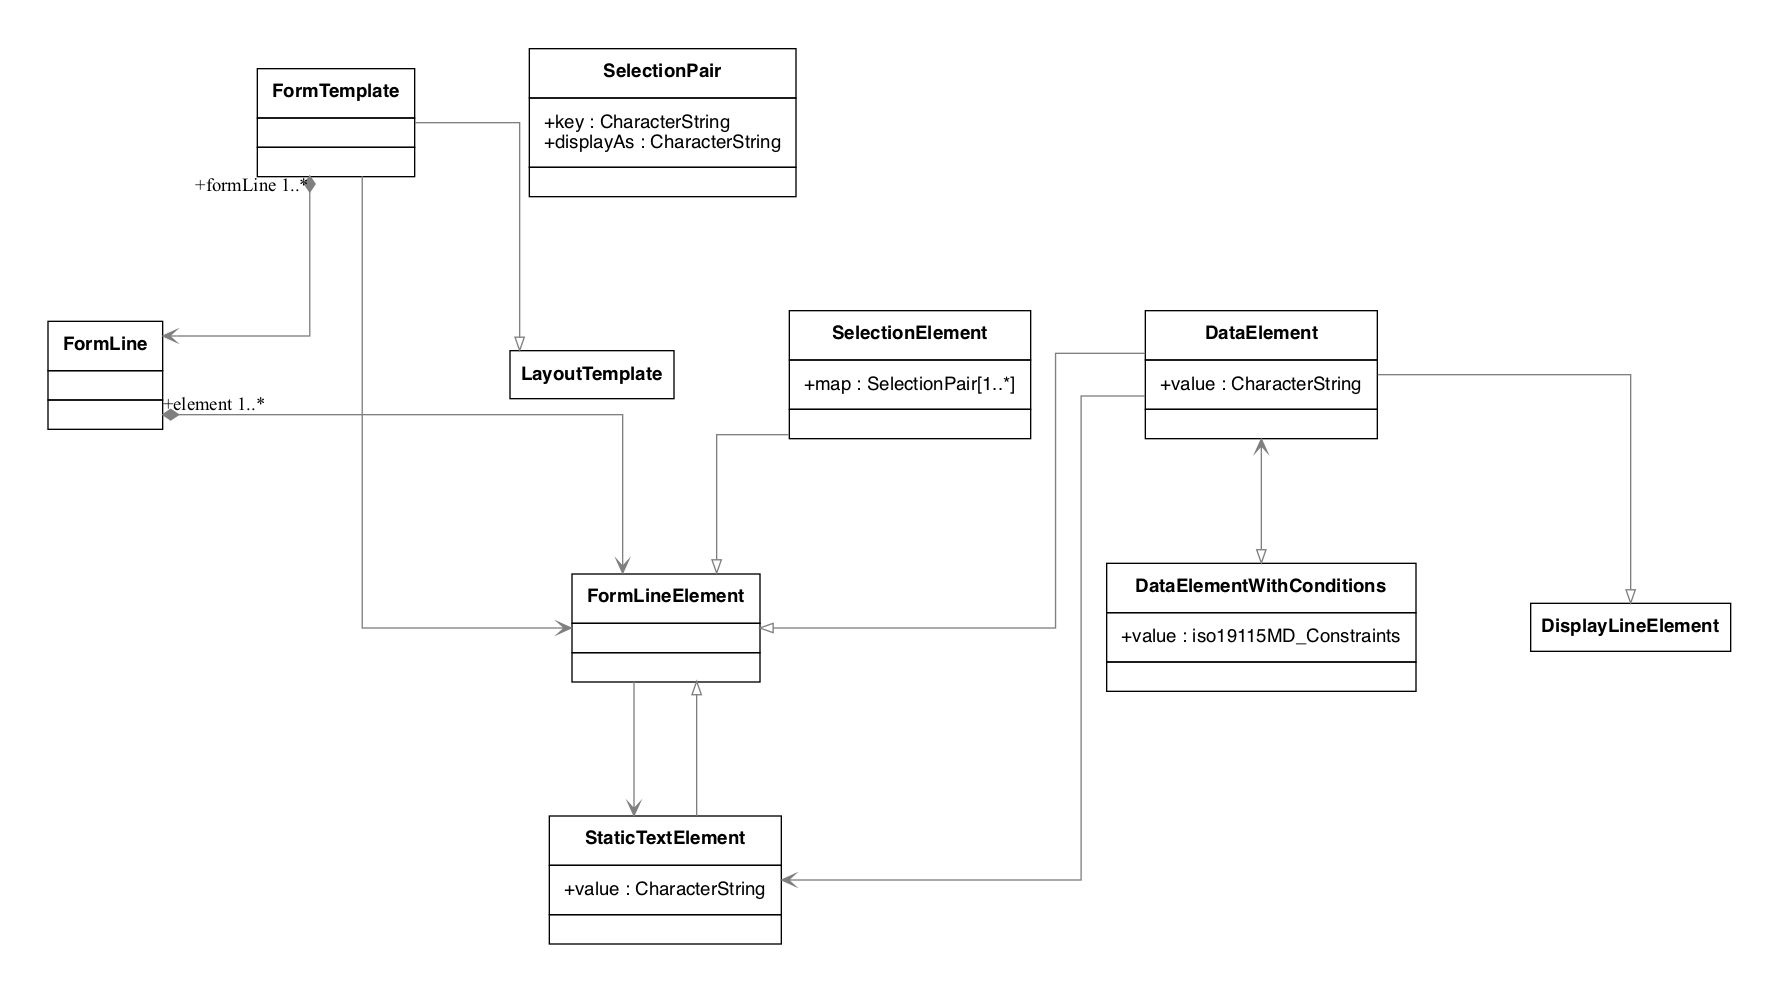 SelectionPair
FormTemplate
+key : CharacterString
+displayAs : CharacterString
+formLine 1..*
FormLine
SelectionElement
DataElement
LayoutTemplate
+map : SelectionPair[1..*]
+value : CharacterString
+element 1..*
FormLineElement
DataElementWithConditions
DisplayLineElement
+value : iso19115MD_Constraints
StaticTextElement
+value : CharacterString